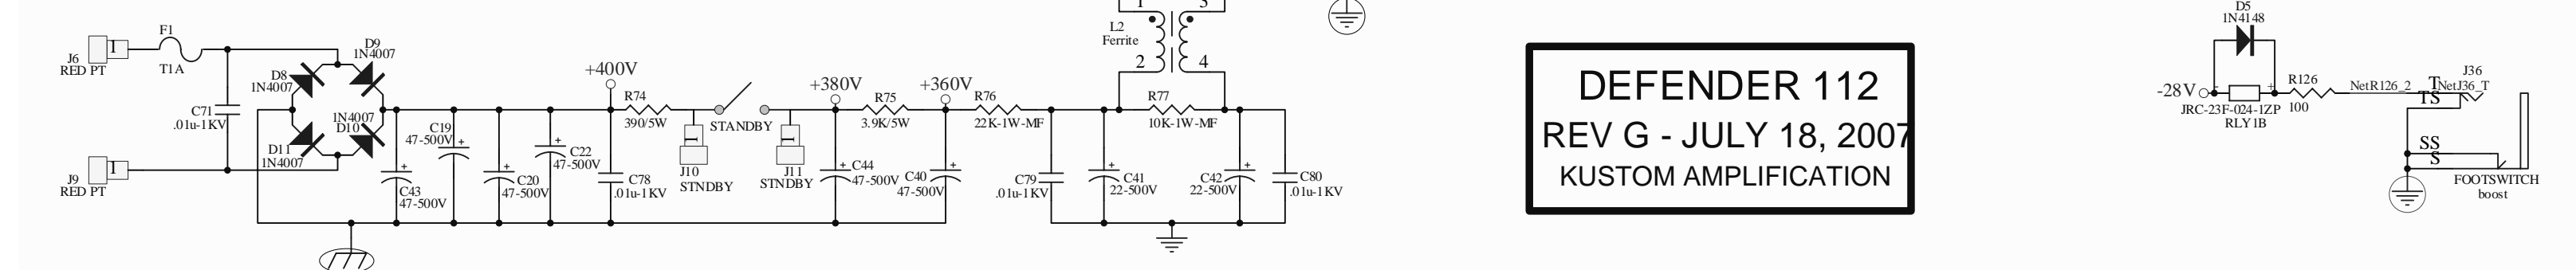 F1
T1A
J6
1
RED PT
J9
1
RED PT
C71
.01u-1KV
D9
1N4007
D8
1N4007
1N4007
D10
D11
1N4007
C43
47-500V
C19
47-500V
+
C20
47-500V
+
C22
47-500V
+
+
+400V
C78
.01u-1KV
R74
390/5W
1
J10
STNDBY
STANDBY
1
J11
STNDBY
+380V
+
C44
47-500V
R75
3.9K/5W
+360V
C40
+
47-500V
R76
22K-1W-MF
C79
.01u-1KV
+
C41
22-500V
L2
Ferrite
1
3
2
4
R77
10K-1W-MF
C42
+
22-500V
C80
.01u-1KV
DEFENDER 112
REV G - JULY 18, 2007
KUSTOM AMPLIFICATION
D5
1N4148
-28V
-
+
JRC-23F-024-1ZP
RLY1B
R126
100
NetR126_2
T
NetJ36_T
TS
J36
SS
S
FOOTSWITCH
boost